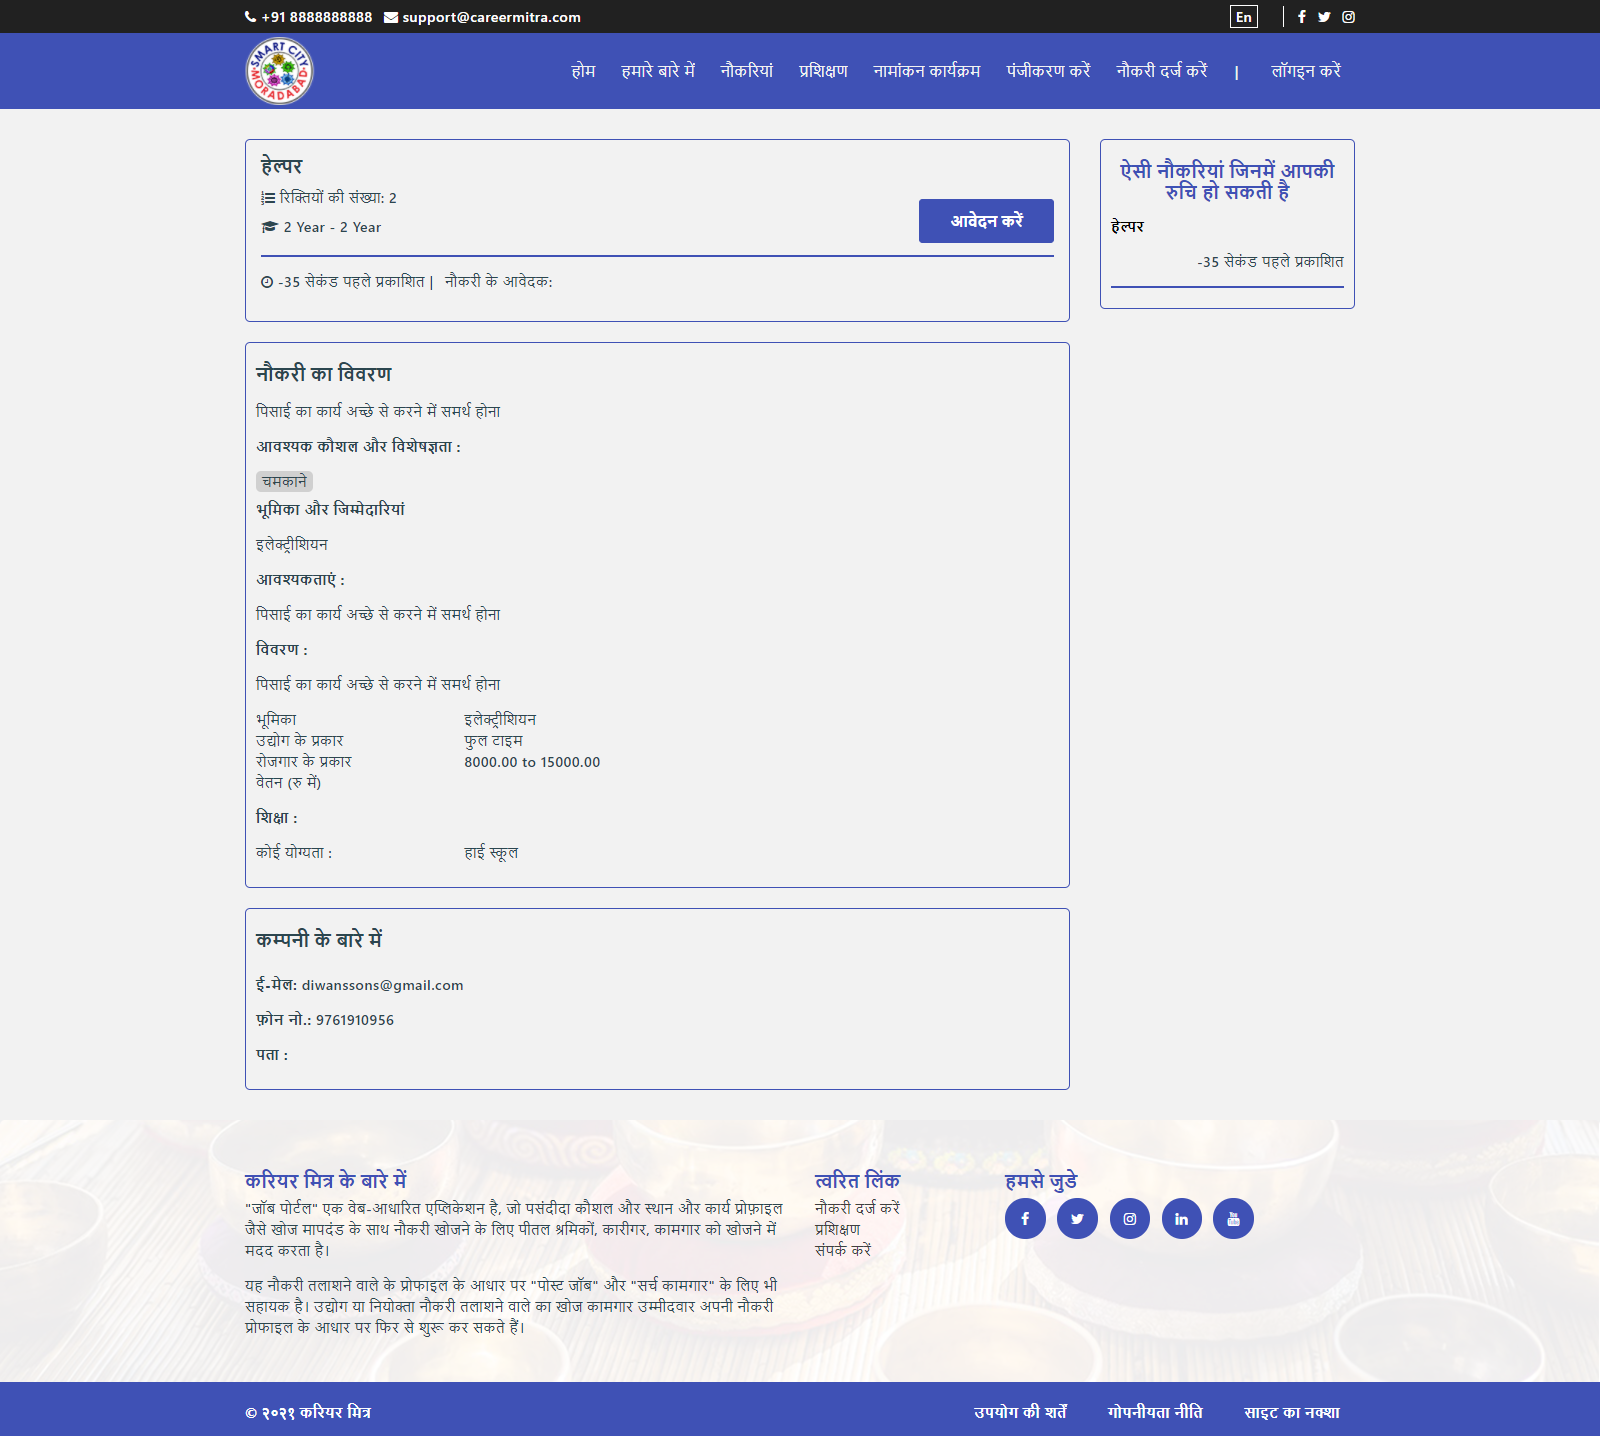 +91 8888888888 support@careermitra.com En
SMART CITY MORADABAD
होम हमारे बारे में नौकरियां प्रशिक्षण नामांकन कार्यक्रम पंजीकरण करें नौकरी दर्ज करें | लॉगइन करें
हेल्पर
रिक्तियों की संख्या: 2
2 Year - 2 Year
आवेदन करें
-35 सेकंड पहले प्रकाशित | नौकरी के आवेदक:
ऐसी नौकरियां जिनमें आपकी
रुचि हो सकती है
हेल्पर
-35 सेकंड पहले प्रकाशित
नौकरी का विवरण
पिसाई का कार्य अच्छे से करने में समर्थ होना
आवश्यक कौशल और विशेषज्ञता :
चमकाने
भूमिका और जिम्मेदारियां
इलेक्ट्रीशियन
आवश्यकताएं :
पिसाई का कार्य अच्छे से करने में समर्थ होना
विवरण :
पिसाई का कार्य अच्छे से करने में समर्थ होना
भूमिका इलेक्ट्रीशियन
उद्योग के प्रकार फुल टाइम
रोजगार के प्रकार 8000.00 to 15000.00
वेतन (रु में)
शिक्षा :
कोई योग्यता : हाई स्कूल
कम्पनी के बारे में
ई-मेल: diwanssons@gmail.com
फ़ोन नो.: 9761910956
पता :
करियर मित्र के बारे में
"जॉब पोर्टल" एक वेब-आधारित एप्लिकेशन है, जो पसंदीदा कौशल और स्थान और कार्य प्रोफ़ाइल
जैसे खोज मापदंड के साथ नौकरी खोजने के लिए पीतल श्रमिकों, कारीगर, कामगार को खोजने में
मदद करता है।
यह नौकरी तलाशने वाले के प्रोफाइल के आधार पर "पोस्ट जॉब" और "सर्च कामगार" के लिए भी
सहायक है। उद्योग या नियोक्ता नौकरी तलाशने वाले का खोज कामगार उम्मीदवार अपनी नौकरी
प्रोफाइल के आधार पर फिर से शुरू कर सकते हैं।
त्वरित लिंक
नौकरी दर्ज करें
प्रशिक्षण
संपर्क करें
हमसे जुडे
© २०२१ करियर मित्र उपयोग की शर्तें गोपनीयता नीति साइट का नक्शा